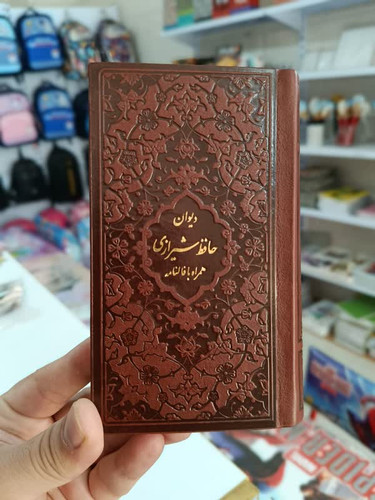 دیوان
حافظ شیرازی
همراه با فالنامه